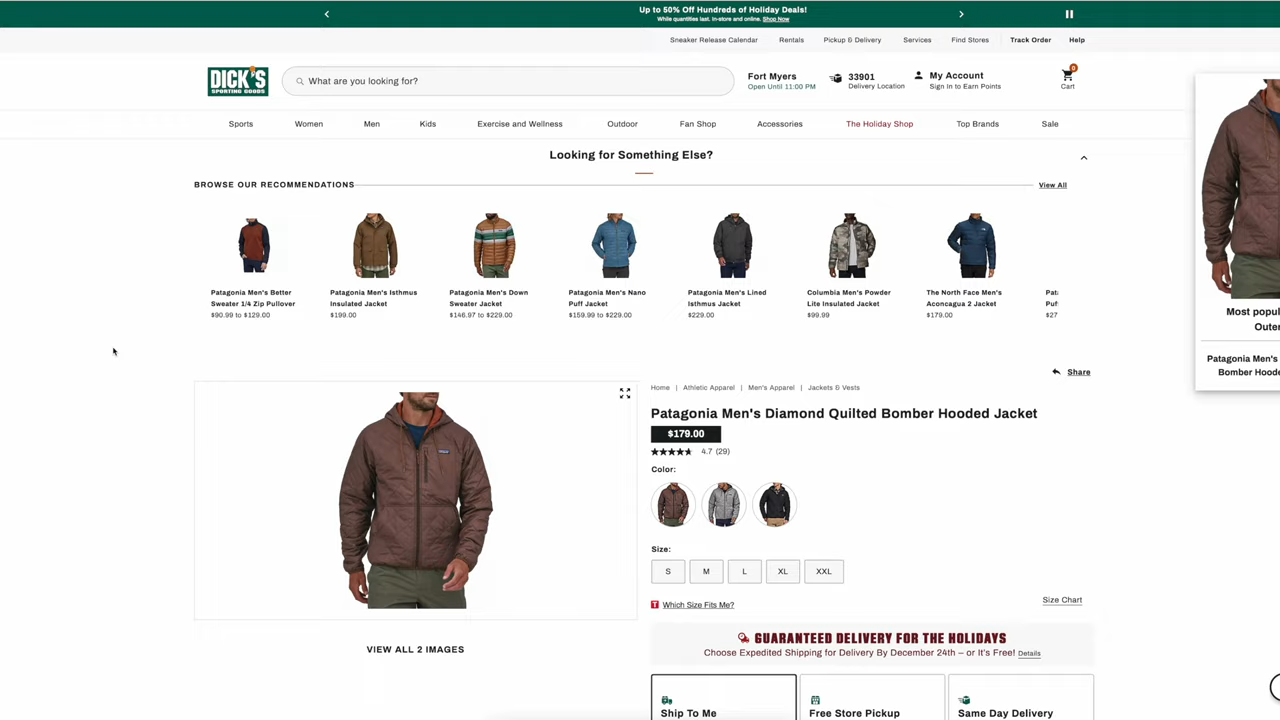 Up to 50% Off Hundreds of Holiday Deals!
While quantities last. In-store and online. Shop Now
Sneaker Release Calendar Rentals Pickup & Delivery Services Find Stores Track Order Help
DICK'S
SPORTING GOODS
What are you looking for?
Fort Myers
Open Until 11:00 PM
33901
Delivery Location
My Account
Sign In to Earn Points
0
Cart
Sports Women Men Kids Exercise and Wellness Outdoor Fan Shop Accessories The Holiday Shop Top Brands Sale
Looking for Something Else?
BROWSE OUR RECOMMENDATIONS
View All
Patagonia Men's Better
Sweater 1/4 Zip Pullover
$90.99 to $129.00
Patagonia Men's Isthmus
Insulated Jacket
$199.00
Patagonia Men's Down
Sweater Jacket
$146.97 to $229.00
Patagonia Men's Nano
Puff Jacket
$159.99 to $229.00
Patagonia Men's Lined
Isthmus Jacket
$229.00
Columbia Men's Powder
Lite Insulated Jacket
$99.99
The North Face Men's
Aconcagua 2 Jacket
$179.00
Pata
Puff
$27
Most popul
Outer
Patagonia Men's
Bomber Hoode
Share
Home | Athletic Apparel | Men's Apparel | Jackets & Vests
Patagonia Men's Diamond Quilted Bomber Hooded Jacket
$179.00
4.7 (29)
Color:
Size:
S M L XL XXL
Which Size Fits Me?
Size Chart
GUARANTEED DELIVERY FOR THE HOLIDAYS
Choose Expedited Shipping for Delivery By December 24th – or It's Free! Details
VIEW ALL 2 IMAGES
Ship To Me
Free Store Pickup
Same Day Delivery